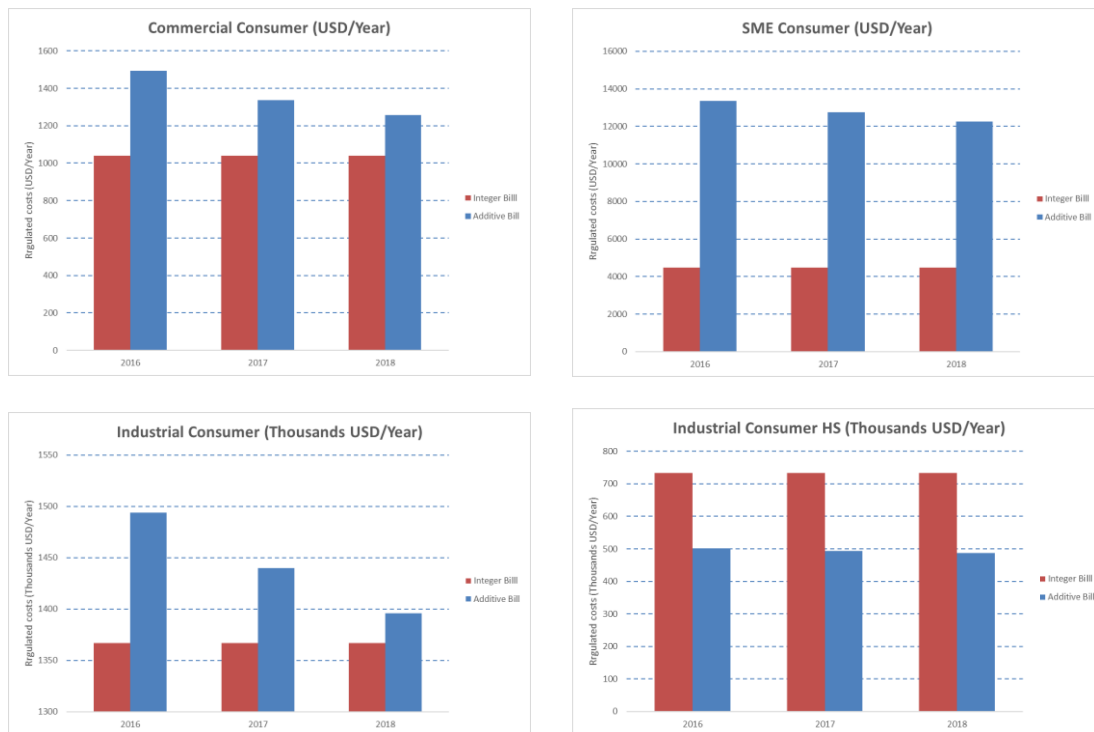 Commercial Consumer (USD/Year)
1600
1400
1200
1000
800
600
400
200
0
Rrgulated costs (USD/Year)
2016 2017 2018
Integer Billl
Additive Bill
SME Consumer (USD/Year)
16000
14000
12000
10000
8000
6000
4000
2000
0
Rrgulated costs (USD/Year)
2016 2017 2018
Integer Billl
Additive Bill
Industrial Consumer (Thousands USD/Year)
1550
1500
1450
1400
1350
1300
Rrgulated costs (Thousands USD/Year)
2016 2017 2018
Integer Billl
Additive Bill
Industrial Consumer HS (Thousands USD/Year)
800
700
600
500
400
300
200
100
0
Rrgulated costs (Thousands USD/Year)
2016 2017 2018
Integer Billl
Additive Bill